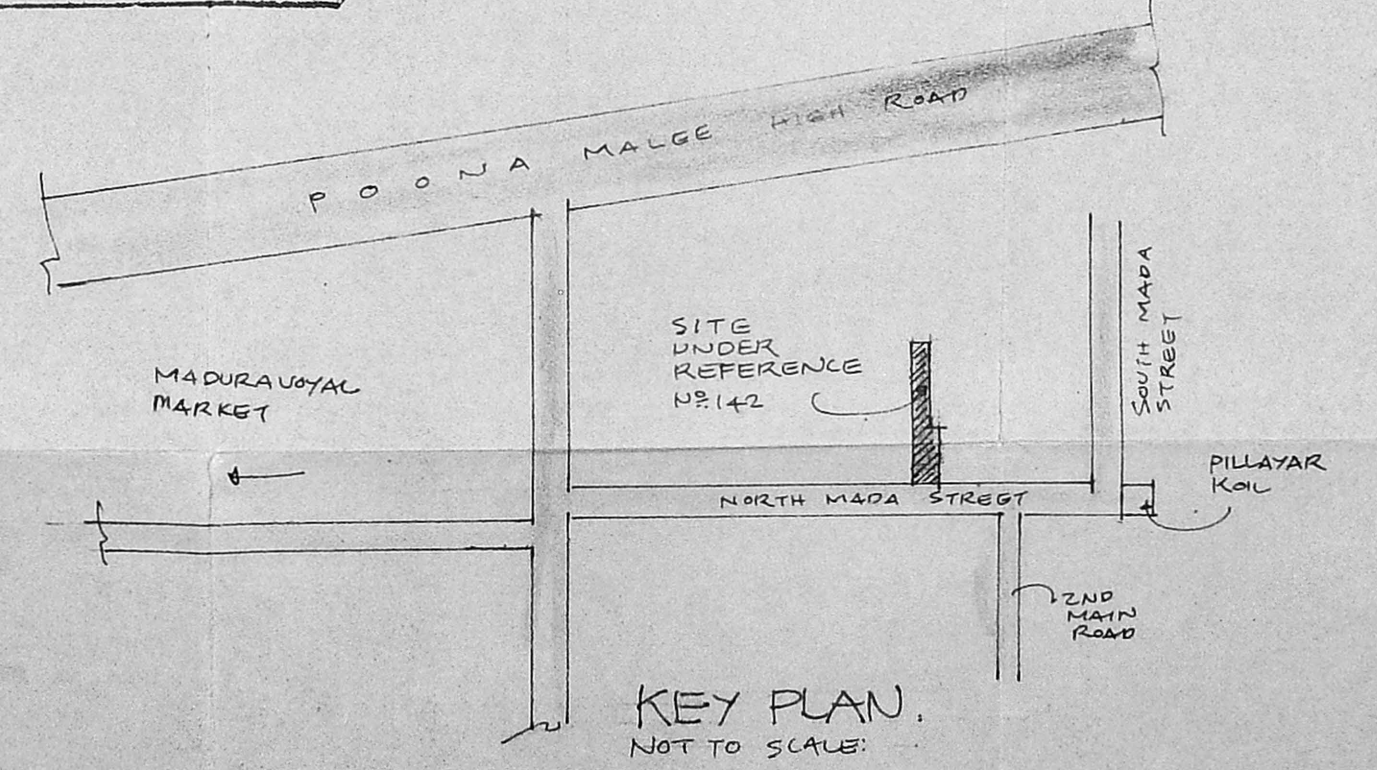 POONA MALEE HIGH ROAD
SITE
UNDER
REFERENCE
Nº.142
SOUTH MADA
STREET
MADURAVOYAL
MARKET
PILLAYAR
KOIL
NORTH MADA STREET
2ND
MAIN
ROAD
KEY PLAN.
NOT TO SCALE: